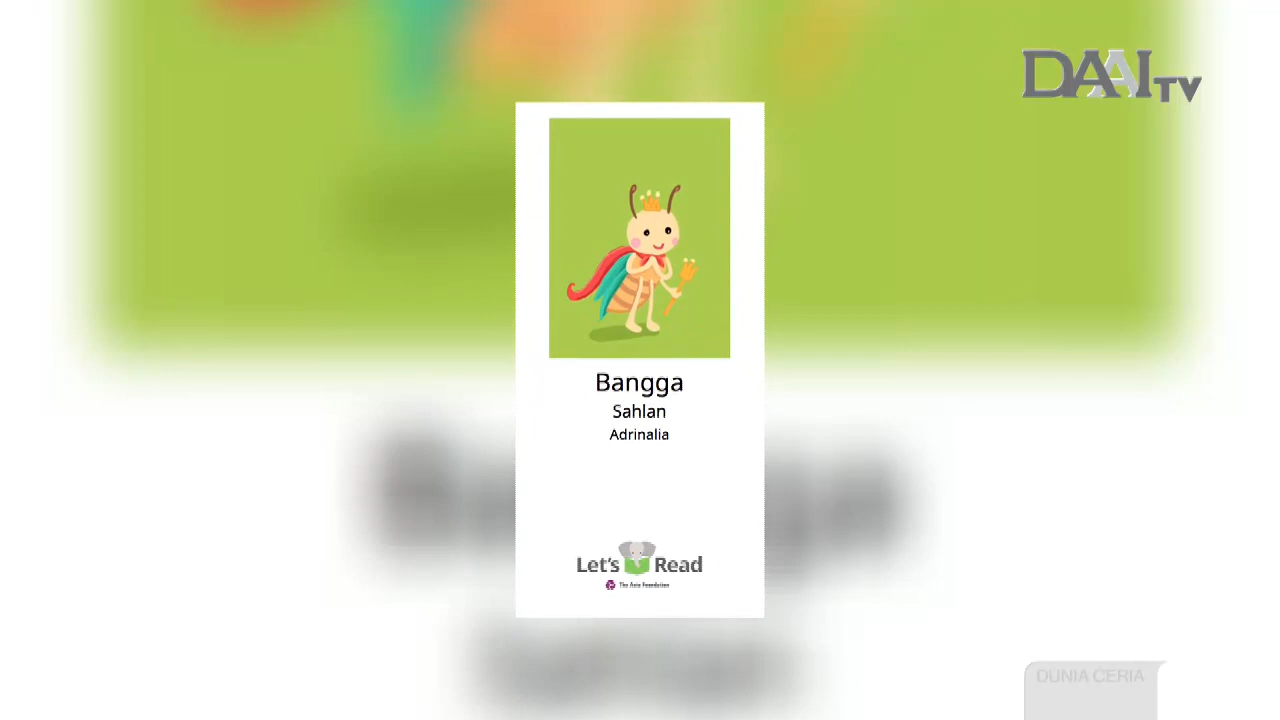 DAAI TV
Bangga
Sahlan
Adrinalia
Let's Read
The Asia Foundation
DUNIA CERIA